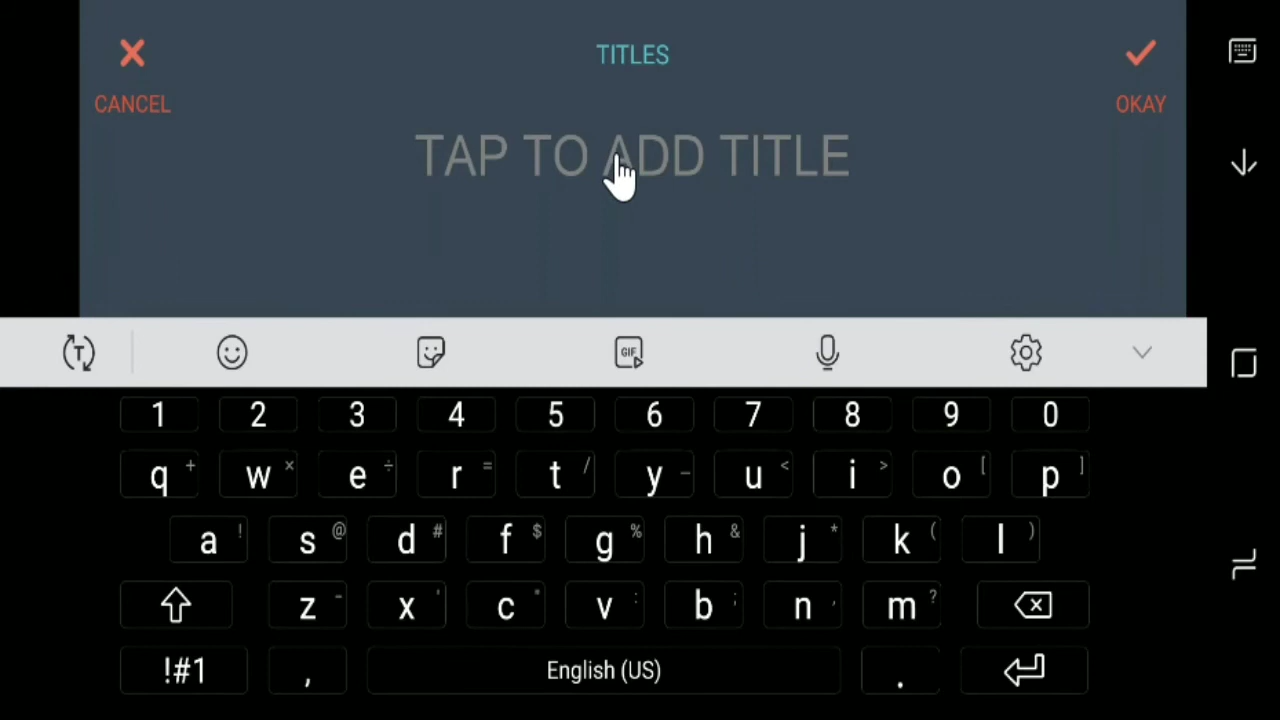 TITLES
CANCEL
OKAY
TAP TO ADD TITLE
T
GIF
1 2 3 4 5 6 7 8 9 0
q + w × e ÷ r = t / y _ u < i > o [ p ]
a ! s @ d # f $ g % h & j * k ( l )
z - x ' c " v : b ; n , m ?
!#1 , English (US) .